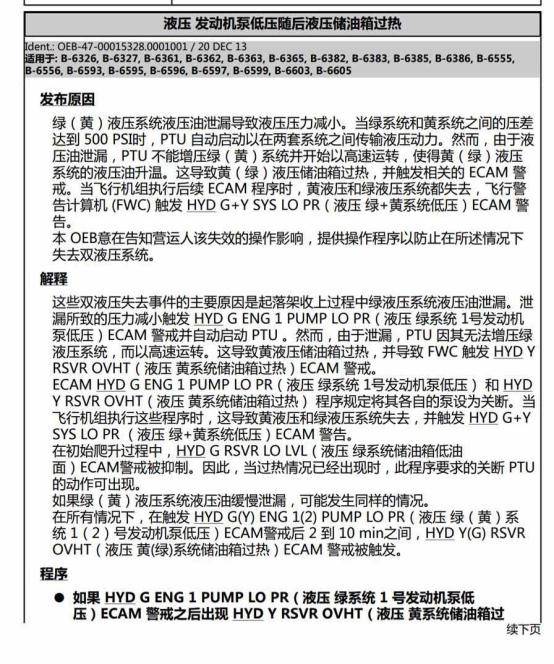 液压 发动机泵低压随后液压储油箱过热
Ident.: OEB-47-00015328.0001001 / 20 DEC 13
适用于: B-6326, B-6327, B-6361, B-6362, B-6363, B-6365, B-6382, B-6383, B-6385, B-6386, B-6555,
B-6556, B-6593, B-6595, B-6596, B-6597, B-6599, B-6603, B-6605
发布原因
绿（黄）液压系统液压油泄漏导致液压压力减小。当绿系统和黄系统之间的压差
达到 500 PSI时，PTU 自动启动以在两套系统之间传输液压动力。然而，由于液
压油泄漏，PTU 不能增压绿（黄）系统并开始以高速运转，使得黄（绿）液压
系统的液压油升温。这导致黄（绿）液压储油箱过热，并触发相关的 ECAM 警
戒。当飞行机组执行后续 ECAM 程序时，黄液压和绿液压系统都失去，飞行警
告计算机 (FWC) 触发 HYD G+Y SYS LO PR（液压 绿+黄系统低压）ECAM 警
告。
本 OEB意在告知营运人该失效的操作影响，提供操作程序以防止在所述情况下
失去双液压系统。
解释
这些双液压失去事件的主要原因是起落架收上过程中绿液压系统液压油泄漏。泄
漏所致的压力减小触发 HYD G ENG 1 PUMP LO PR（液压 绿系统 1号发动机
泵低压）ECAM 警戒并自动启动 PTU 。然而，由于泄漏，PTU 因其无法增压绿
液压系统，而以高速运转。这导致黄液压储油箱过热，并导致 FWC 触发 HYD Y
RSVR OVHT（液压 黄系统储油箱过热）ECAM 警戒。
ECAM HYD G ENG 1 PUMP LO PR（液压 绿系统 1号发动机泵低压）和 HYD
Y RSVR OVHT（液压 黄系统储油箱过热）程序规定将其各自的泵设为关断。当
飞行机组执行这些程序时，这导致黄液压和绿液压系统失去，并触发 HYD G+Y
SYS LO PR （液压 绿+黄系统低压）ECAM 警告。
在初始爬升过程中，HYD G RSVR LO LVL（液压 绿系统储油箱低油
面）ECAM警戒被抑制。因此，当过热情况已经出现时，此程序要求的关断 PTU
的动作可出现。
如果绿（黄）液压系统液压油缓慢泄漏，可能发生同样的情况。
在所有情况下，在触发 HYD G(Y) ENG 1(2) PUMP LO PR（液压 绿（黄）系
统 1（2）号发动机泵低压）ECAM警戒后 2 到 10 min之间，HYD Y(G) RSVR
OVHT（液压 黄(绿)系统储油箱过热）ECAM 警戒被触发。
程序
● 如果 HYD G ENG 1 PUMP LO PR（液压 绿系统 1 号发动机泵低
压）ECAM 警戒之后出现 HYD Y RSVR OVHT（液压 黄系统储油箱过
续下页